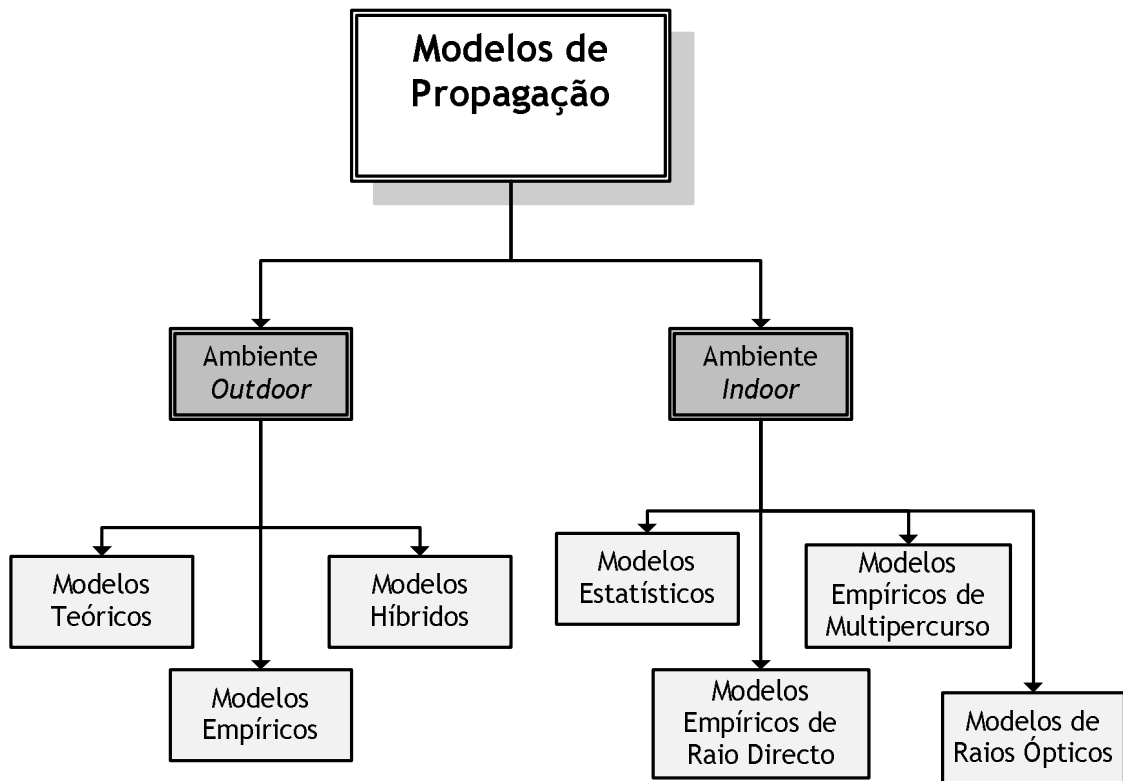 Modelos de
Propagação
Ambiente
Outdoor
Ambiente
Indoor
Modelos
Teóricos
Modelos
Híbridos
Modelos
Empíricos
Modelos
Estatísticos
Modelos
Empíricos de
Multipercurso
Modelos
Empíricos de
Raio Directo
Modelos de
Raios Ópticos